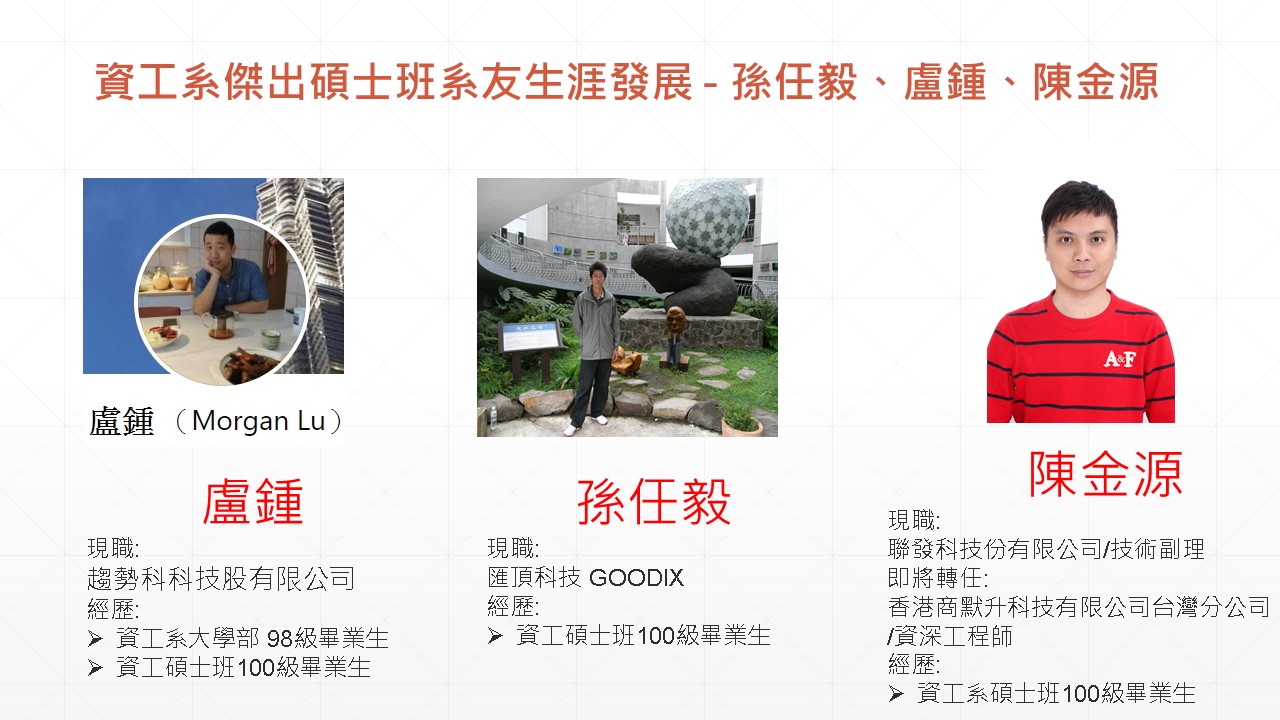 資工系傑出碩士班系友生涯發展 - 孫任毅、盧鍾、陳金源
盧鍾 （Morgan Lu）
盧鍾
現職:
趨勢科科技股有限公司
經歷:
➢ 資工系大學部 98級畢業生
➢ 資工碩士班100級畢業生
孫任毅
現職:
匯頂科技 GOODIX
經歷:
➢ 資工碩士班100級畢業生
A&F
陳金源
現職:
聯發科技份有限公司/技術副理
即將轉任:
香港商默升科技有限公司台灣分公司
/資深工程師
經歷:
➢ 資工系碩士班100級畢業生